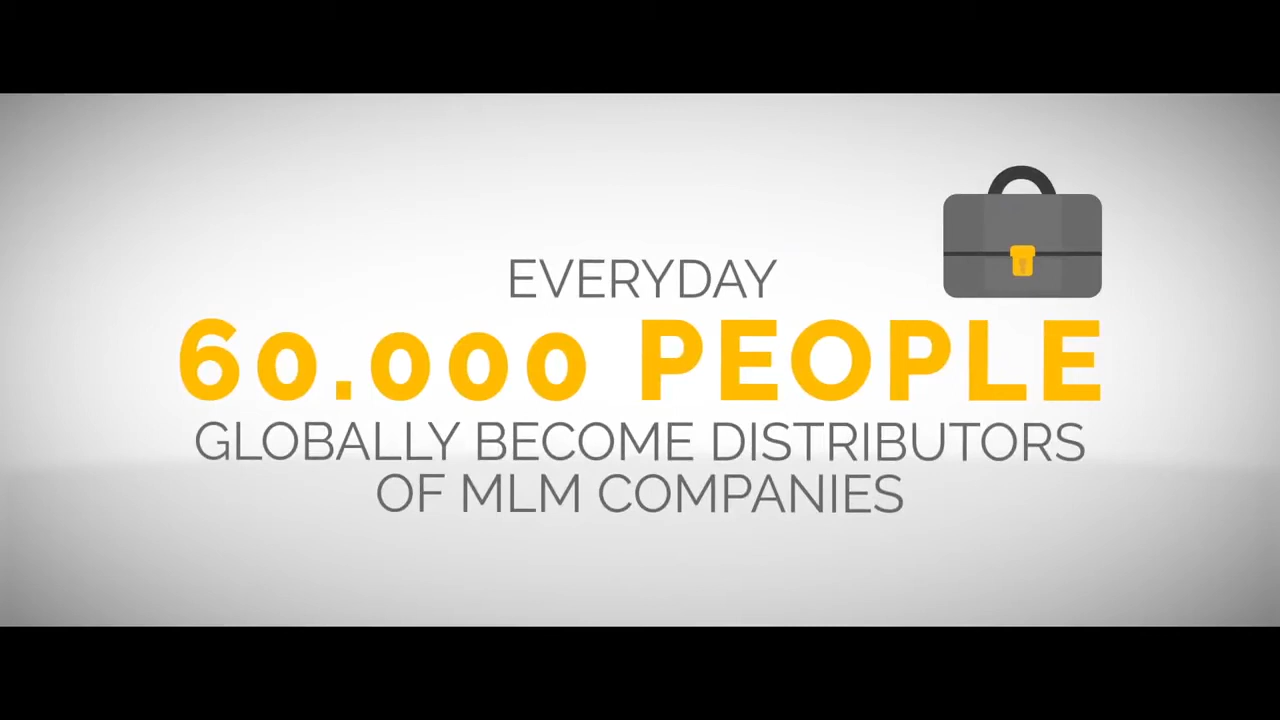 EVERYDAY
60.000 PEOPLE
GLOBALLY BECOME DISTRIBUTORS
OF MLM COMPANIES